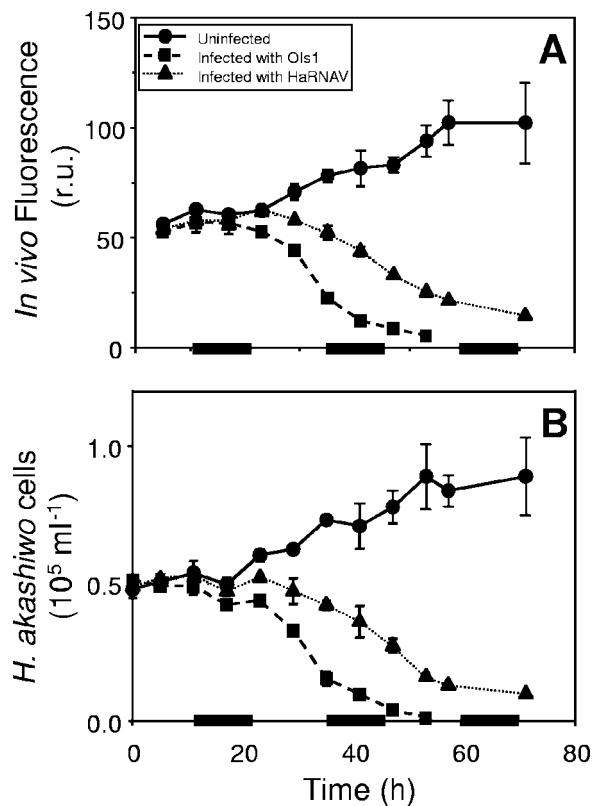 150
A
Uninfected
Infected with OIs1
Infected with HaRNAV
100
50
0
In vivo Fluorescence
(r.u.)
B
1.0
0.5
0.0
H. akashiwo cells
(10⁵ ml⁻¹)
0 20 40 60 80
Time (h)